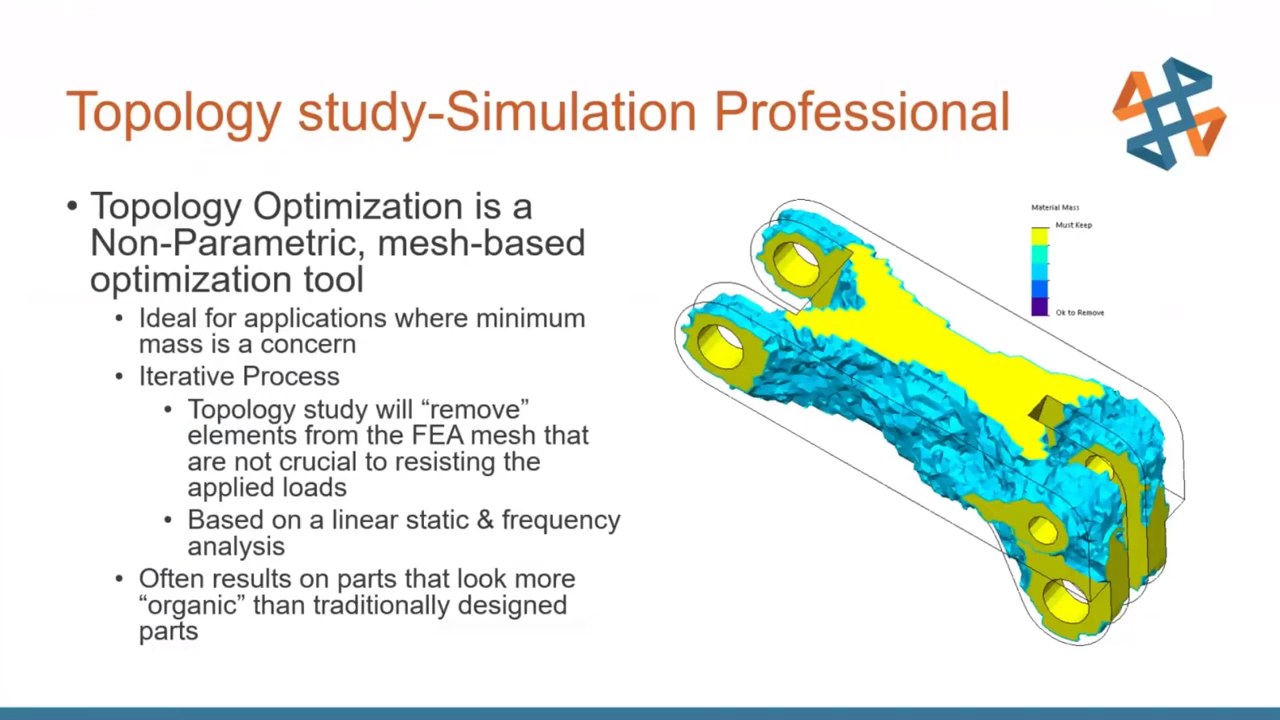 Topology study-Simulation Professional
• Topology Optimization is a
Non-Parametric, mesh-based
optimization tool
• Ideal for applications where minimum
mass is a concern
• Iterative Process
• Topology study will “remove”
elements from the FEA mesh that
are not crucial to resisting the
applied loads
• Based on a linear static & frequency
analysis
• Often results on parts that look more
“organic” than traditionally designed
parts
Material Mass
Must Keep
Ok to Remove